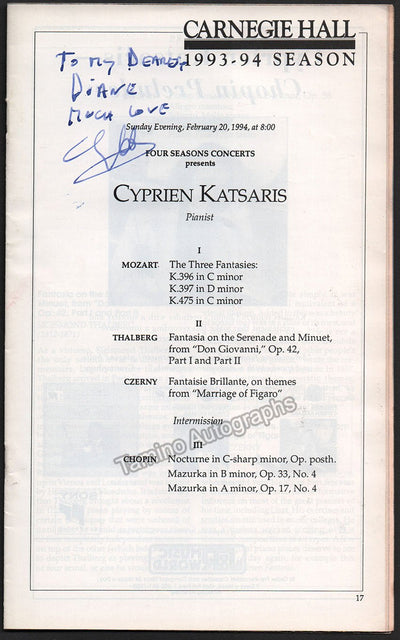 CARNEGIE HALL
1993-94 SEASON
To my Dearest
Diane
Much Love
Sunday Evening, February 20, 1994, at 8:00
FOUR SEASONS CONCERTS
presents
CYPRIEN KATSARIS
Pianist
I
MOZART The Three Fantasies:
K.396 in C minor
K.397 in D minor
K.475 in C minor
II
THALBERG Fantasia on the Serenade and Minuet,
from "Don Giovanni," Op. 42,
Part I and Part II
CZERNY Fantaisie Brillante, on themes
from "Marriage of Figaro"
Intermission
Tamino Autographs
III
CHOPIN Nocturne in C-sharp minor, Op. posth.
Mazurka in B minor, Op. 33, No. 4
Mazurka in A minor, Op. 17, No. 4
17